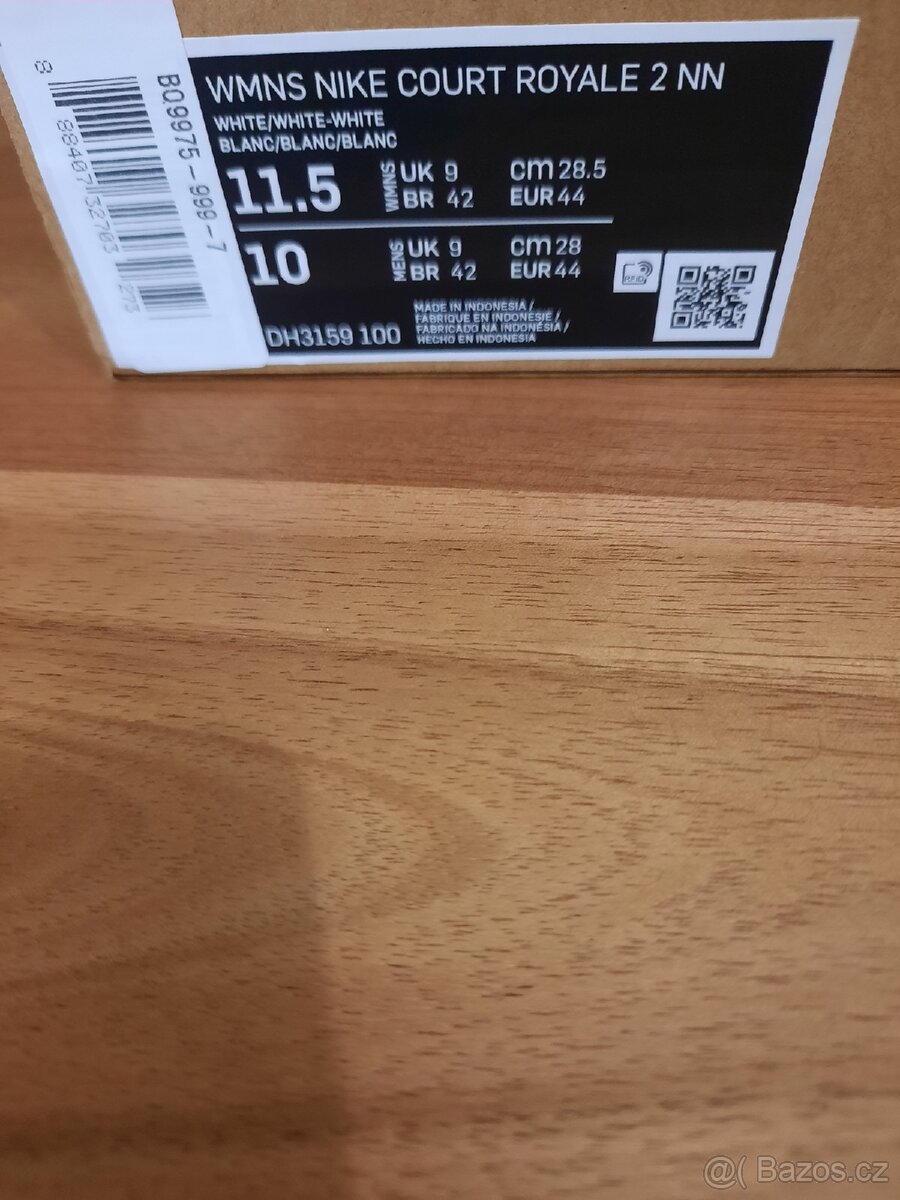 WMNS NIKE COURT ROYALE 2 NN
WHITE/WHITE-WHITE
BLANC/BLANC/BLANC
11.5 WMNS UK 9 cm 28.5
BR 42 EUR 44
10 MENS UK 9 cm 28
BR 42 EUR 44
RFID
DH3159 100
MADE IN INDONESIA /
FABRIQUE EN INDONESIE /
FABRICADO NA INDONÉSIA /
HECHO EN INDONESIA
BQ9975-999-7
@( Bazos.cz